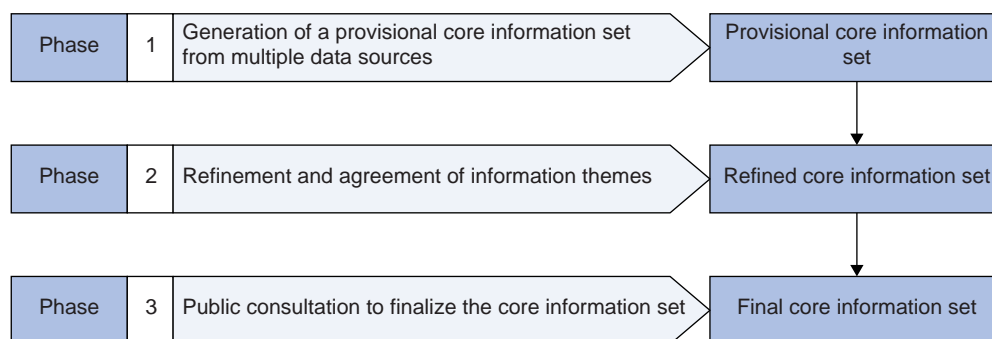 Phase 1 Generation of a provisional core information set
from multiple data sources
Provisional core information
set
Phase 2 Refinement and agreement of information themes
Refined core information set
Phase 3 Public consultation to finalize the core information set
Final core information set